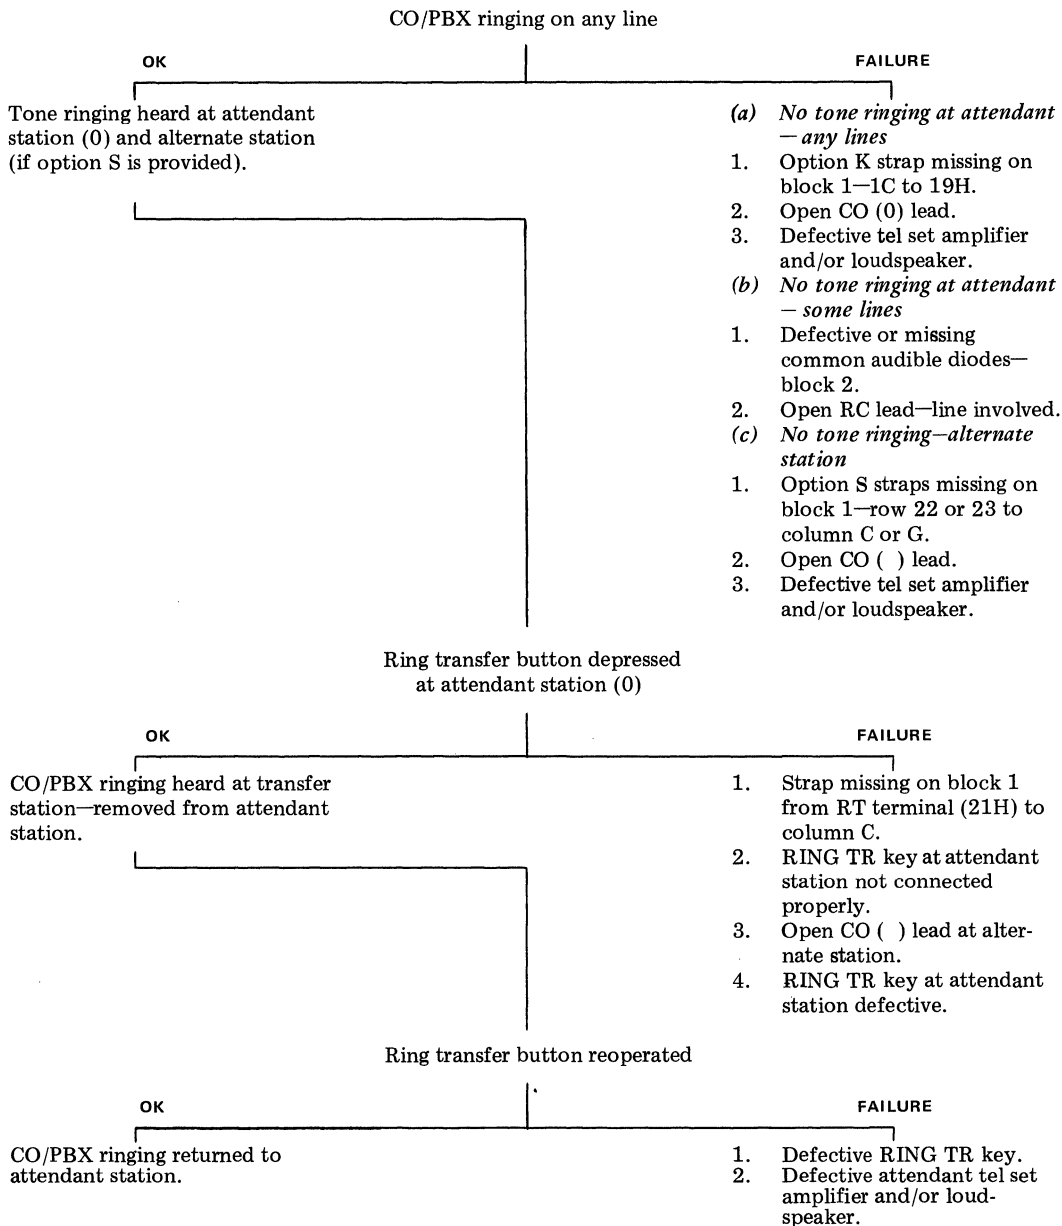 CO/PBX ringing on any line
OK
FAILURE
Tone ringing heard at attendant
station (0) and alternate station
(if option S is provided).
(a) No tone ringing at attendant
— any lines
1. Option K strap missing on
block 1—1C to 19H.
2. Open CO (0) lead.
3. Defective tel set amplifier
and/or loudspeaker.
(b) No tone ringing at attendant
— some lines
1. Defective or missing
common audible diodes—
block 2.
2. Open RC lead—line involved.
(c) No tone ringing—alternate
station
1. Option S straps missing on
block 1—row 22 or 23 to
column C or G.
2. Open CO ( ) lead.
3. Defective tel set amplifier
and/or loudspeaker.
Ring transfer button depressed
at attendant station (0)
OK
FAILURE
CO/PBX ringing heard at transfer
station—removed from attendant
station.
1. Strap missing on block 1
from RT terminal (21H) to
column C.
2. RING TR key at attendant
station not connected
properly.
3. Open CO ( ) lead at alter-
nate station.
4. RING TR key at attendant
station defective.
Ring transfer button reoperated
OK
FAILURE
CO/PBX ringing returned to
attendant station.
1. Defective RING TR key.
2. Defective attendant tel set
amplifier and/or loud-
speaker.